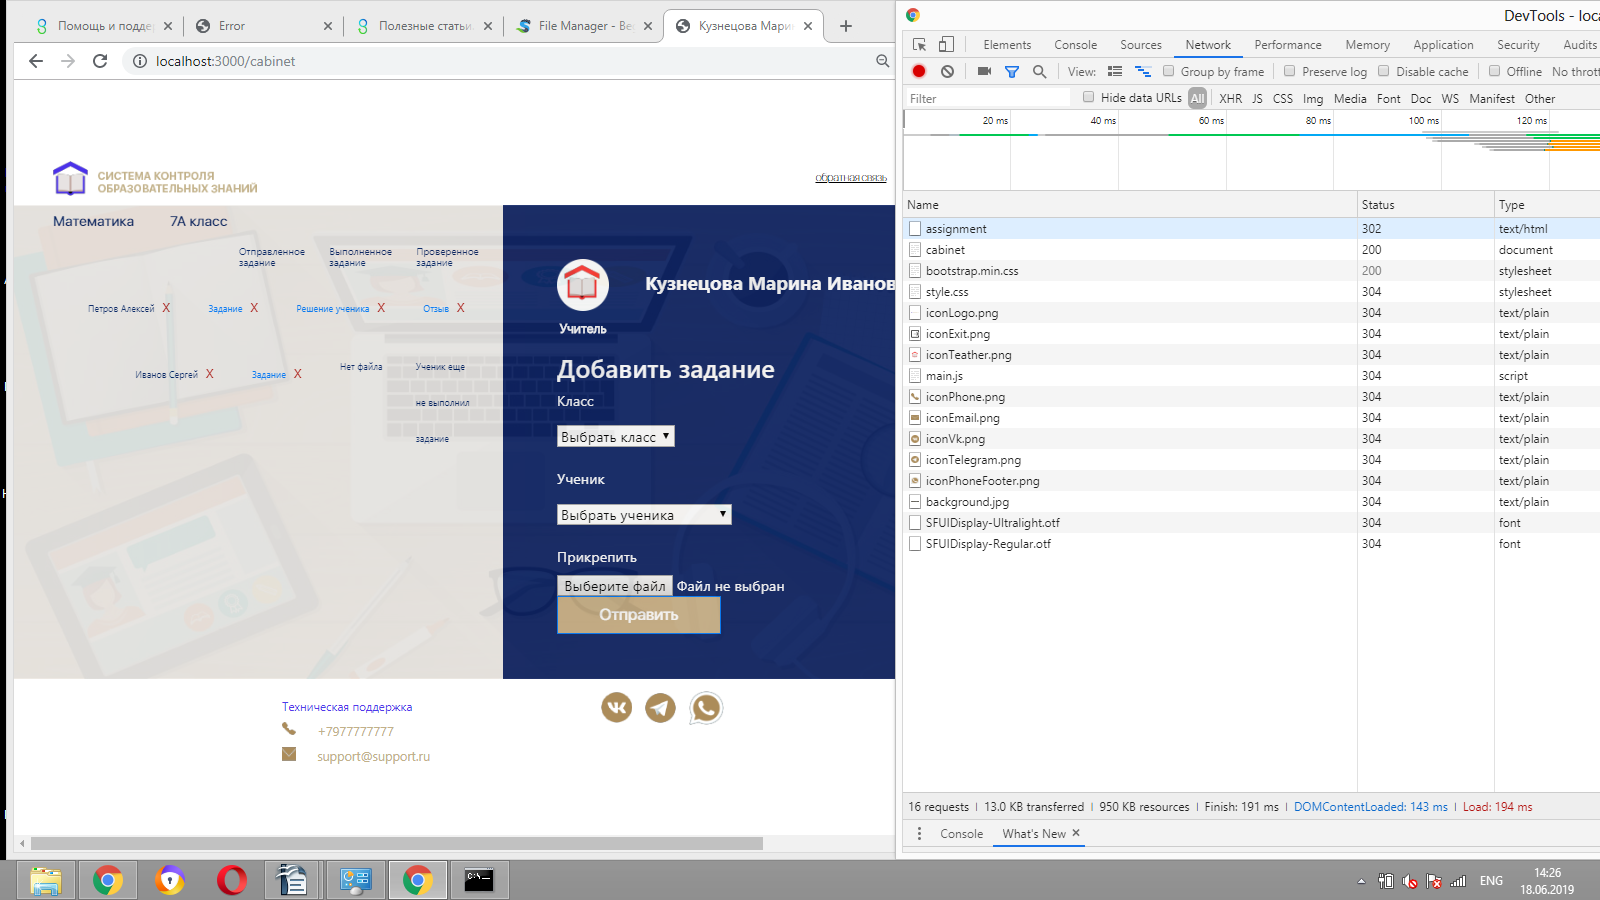 Помощь и подде
Error
Полезные статьи
File Manager - Be
Кузнецова Мари
localhost:3000/cabinet
СИСТЕМА КОНТРОЛЯ
ОБРАЗОВАТЕЛЬНЫХ ЗНАНИЙ
обратная связь
Математика
7А класс
Отправленное
задание
Выполненное
задание
Проверенное
задание
Петров Алексей X
Задание X
Решение ученика X
Отзыв X
Иванов Сергей X
Задание X
Нет файла
Ученик еще
не выполнил
задание
Кузнецова Марина Иванов
Учитель
Добавить задание
Класс
Выбрать класс
Ученик
Выбрать ученика
Прикрепить
Выберите файл Файл не выбран
Отправить
Техническая поддержка
+7977777777
support@support.ru
DevTools - loca
Elements Console Sources Network Performance Memory Application Security Audits
View: Group by frame Preserve log Disable cache Offline No thrott
Filter Hide data URLs All XHR JS CSS Img Media Font Doc WS Manifest Other
20 ms 40 ms 60 ms 80 ms 100 ms 120 ms
Name Status Type
assignment 302 text/html
cabinet 200 document
bootstrap.min.css 200 stylesheet
style.css 304 stylesheet
iconLogo.png 304 text/plain
iconExit.png 304 text/plain
iconTeather.png 304 text/plain
main.js 304 script
iconPhone.png 304 text/plain
iconEmail.png 304 text/plain
iconVk.png 304 text/plain
iconTelegram.png 304 text/plain
iconPhoneFooter.png 304 text/plain
background.jpg 304 text/plain
SFUIDisplay-Ultralight.otf 304 font
SFUIDisplay-Regular.otf 304 font
16 requests | 13.0 KB transferred | 950 KB resources | Finish: 191 ms | DOMContentLoaded: 143 ms | Load: 194 ms
Console What's New
ENG
14:26
18.06.2019